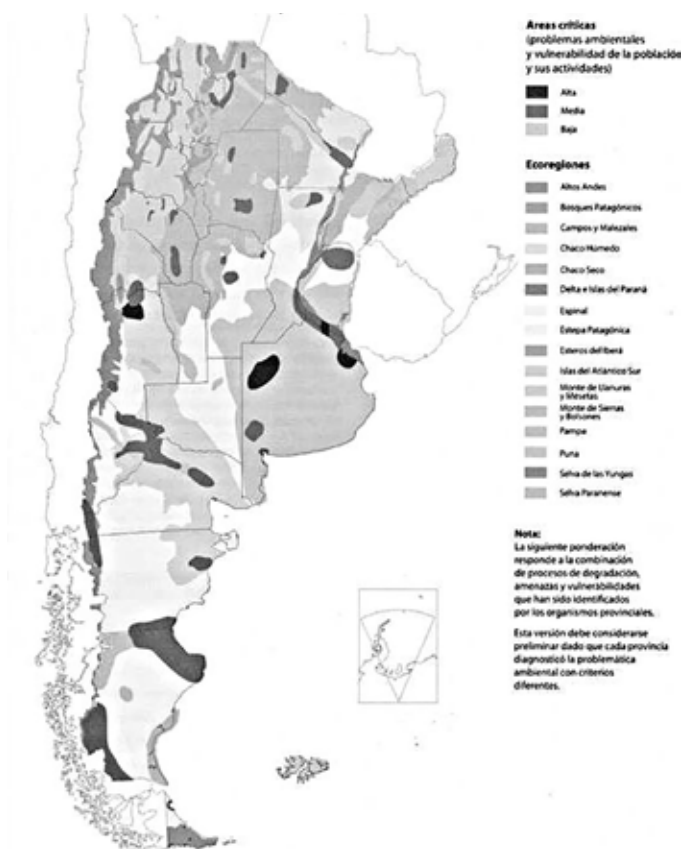 Areas críticas
(problemas ambientales
y vulnerabilidad de la población
y sus actividades)
Alta
Media
Baja
Ecoregiones
Altos Andes
Bosques Patagónicos
Campos y Malezales
Chaco Húmedo
Chaco Seco
Delta e Islas del Paraná
Espinal
Estepa Patagónica
Esteros del Iberá
Islas del Atlántico Sur
Monte de Llanuras
y Mesetas
Monte de Sierras
y Bolsones
Pampa
Puna
Selva de las Yungas
Selva Paranense
Nota:
La siguiente ponderación
responde a la combinación
de procesos de degradación,
amenazas y vulnerabilidades
que han sido identificados
por los organismos provinciales.
Esta versión debe considerarse
preliminar dado que cada provincia
diagnosticó la problemática
ambiental con criterios
diferentes.